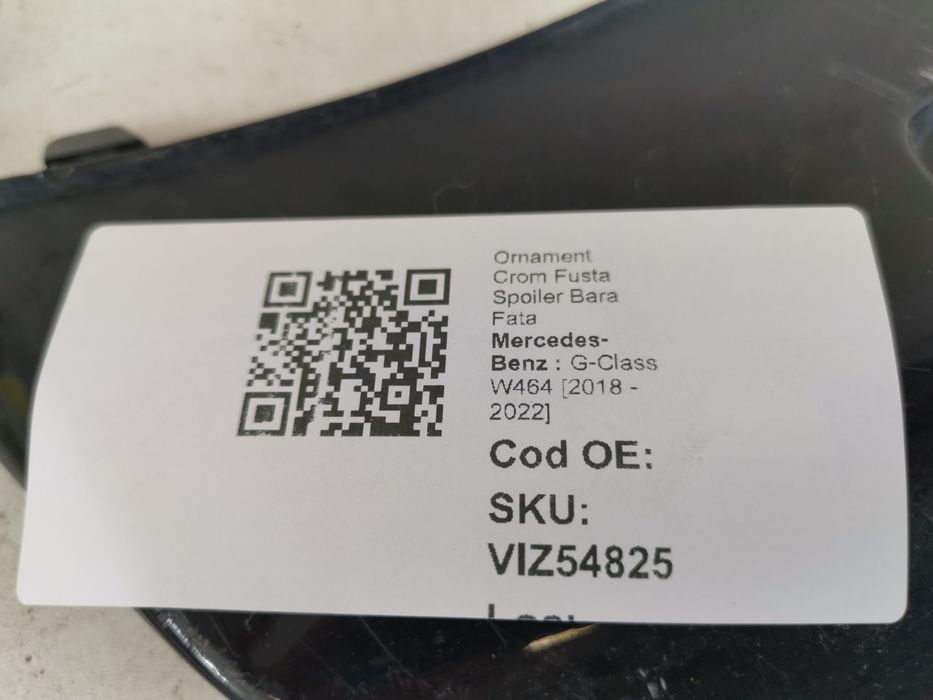 Ornament
Crom Fusta
Spoiler Bara
Fata
Mercedes-
Benz : G-Class
W464 [2018 -
2022]
Cod OE:
SKU:
VIZ54825